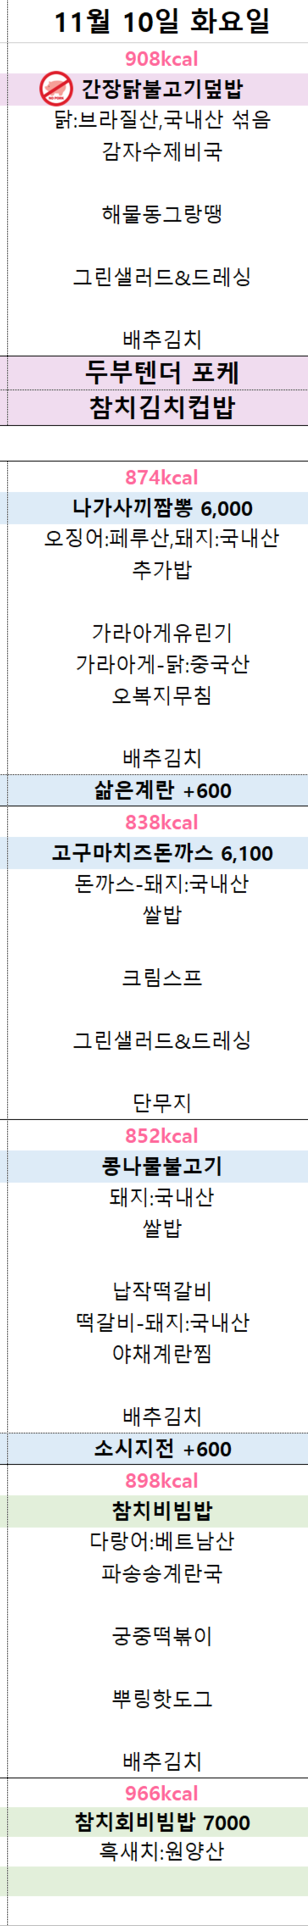 11월 10일 화요일
908kcal
간장닭불고기덮밥
닭:브라질산,국내산 섞음
감자수제비국
해물동그랑땡
그린샐러드&드레싱
배추김치
두부텐더 포케
참치김치컵밥
874kcal
나가사끼짬뽕 6,000
오징어:페루산,돼지:국내산
추가밥
가라아게유린기
가라아게-닭:중국산
오복지무침
배추김치
삶은계란 +600
838kcal
고구마치즈돈까스 6,100
돈까스-돼지:국내산
쌀밥
크림스프
그린샐러드&드레싱
단무지
852kcal
콩나물불고기
돼지:국내산
쌀밥
납작떡갈비
떡갈비-돼지:국내산
야채계란찜
배추김치
소시지전 +600
898kcal
참치비빔밥
다랑어:베트남산
파송송계란국
궁중떡볶이
뿌링핫도그
배추김치
966kcal
참치회비빔밥 7000
흑새치:원양산